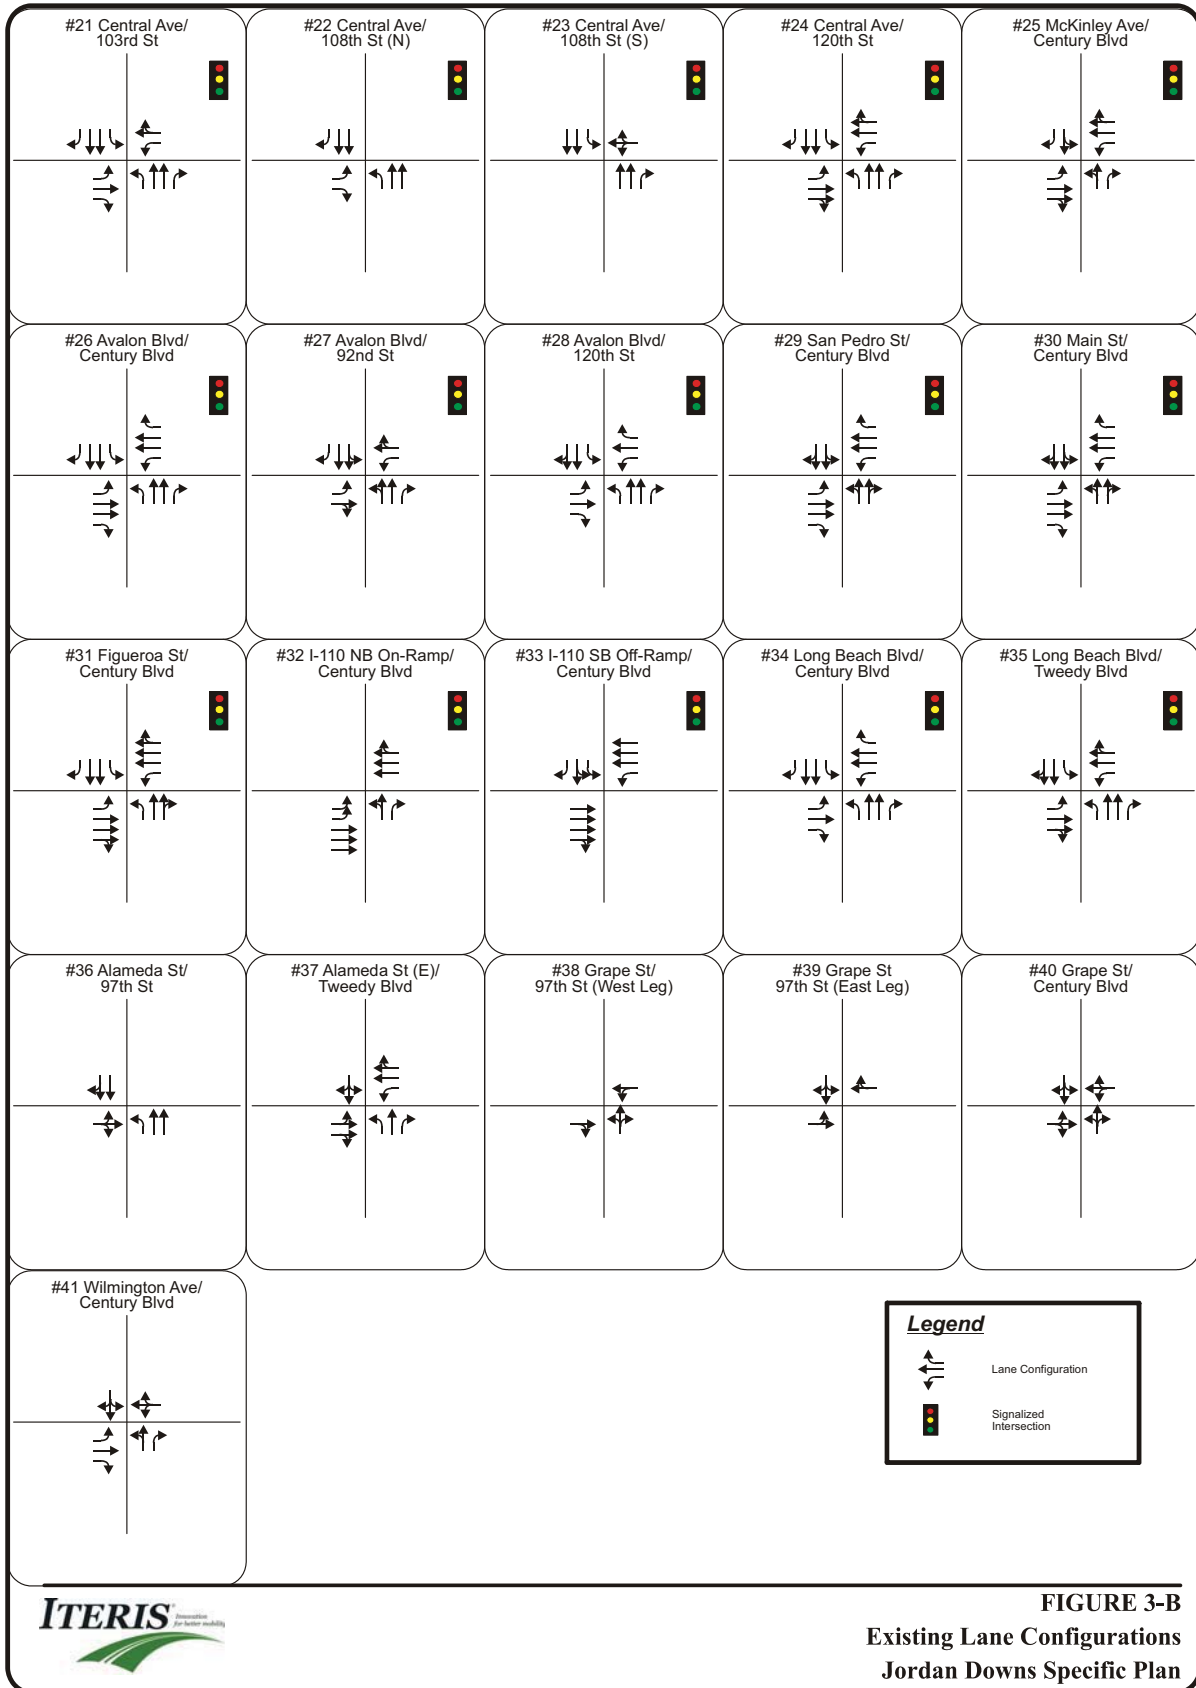 #21 Central Ave/
103rd St
#22 Central Ave/
108th St (N)
#23 Central Ave/
108th St (S)
#24 Central Ave/
120th St
#25 McKinley Ave/
Century Blvd
#26 Avalon Blvd/
Century Blvd
#27 Avalon Blvd/
92nd St
#28 Avalon Blvd/
120th St
#29 San Pedro St/
Century Blvd
#30 Main St/
Century Blvd
#31 Figueroa St/
Century Blvd
#32 I-110 NB On-Ramp/
Century Blvd
#33 I-110 SB Off-Ramp/
Century Blvd
#34 Long Beach Blvd/
Century Blvd
#35 Long Beach Blvd/
Tweedy Blvd
#36 Alameda St/
97th St
#37 Alameda St (E)/
Tweedy Blvd
#38 Grape St/
97th St (West Leg)
#39 Grape St
97th St (East Leg)
#40 Grape St/
Century Blvd
#41 Wilmington Ave/
Century Blvd
Legend
Lane Configuration
Signalized
Intersection
ITERIS
Innovation
for better mobility
FIGURE 3-B
Existing Lane Configurations
Jordan Downs Specific Plan